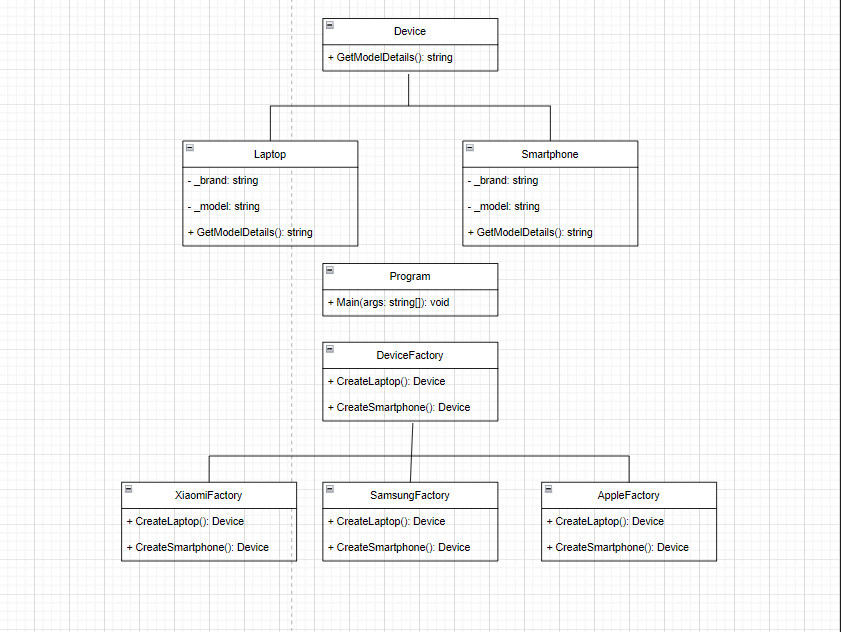 Device
+ GetModelDetails(): string
Laptop
- _brand: string
- _model: string
+ GetModelDetails(): string
Smartphone
- _brand: string
- _model: string
+ GetModelDetails(): string
Program
+ Main(args: string[]): void
DeviceFactory
+ CreateLaptop(): Device
+ CreateSmartphone(): Device
XiaomiFactory
+ CreateLaptop(): Device
+ CreateSmartphone(): Device
SamsungFactory
+ CreateLaptop(): Device
+ CreateSmartphone(): Device
AppleFactory
+ CreateLaptop(): Device
+ CreateSmartphone(): Device